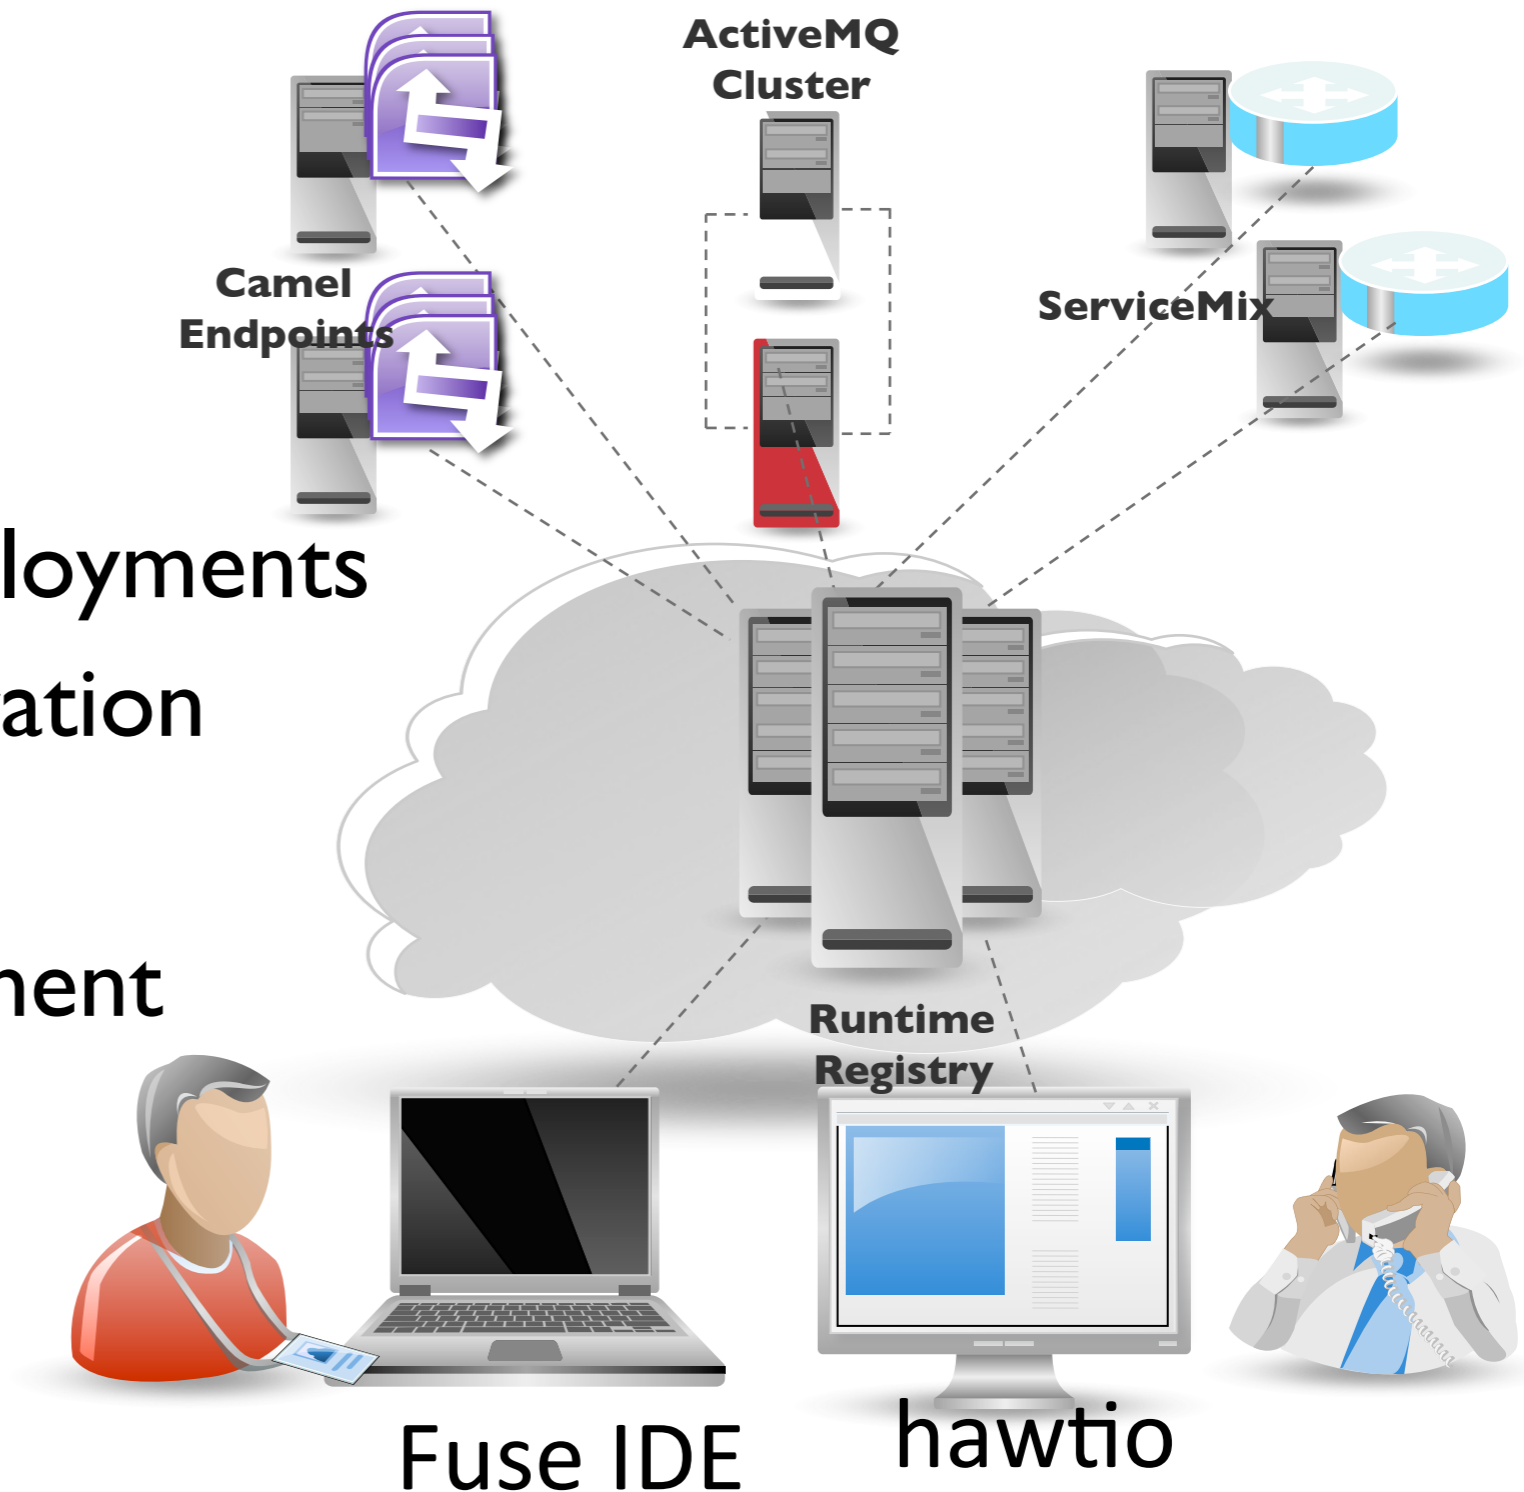 ActiveMQ
Cluster
Camel
Endpoints
ServiceMix
loyments
ation
nent
Runtime
Registry
Fuse IDE
hawtio